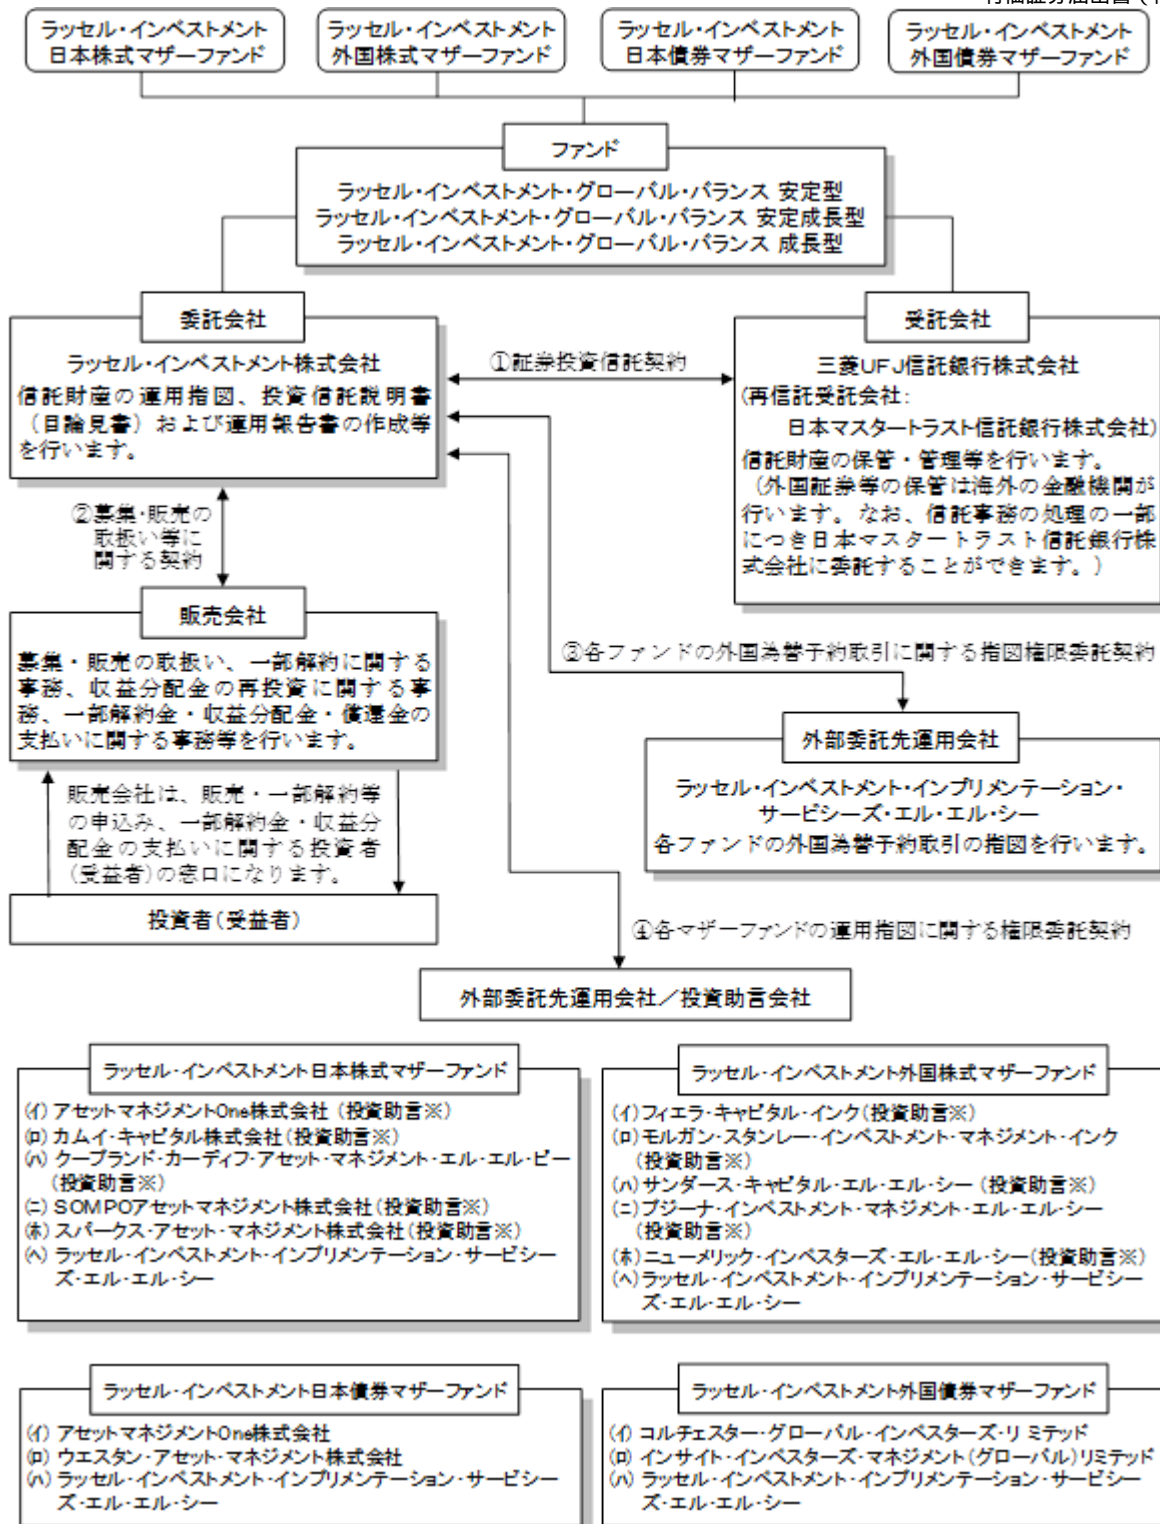 ラッセル・インベストメント
日本株式マザーファンド
ラッセル・インベストメント
外国株式マザーファンド
ラッセル・インベストメント
日本債券マザーファンド
ラッセル・インベストメント
外国債券マザーファンド
ファンド
ラッセル・インベストメント・グローバル・バランス 安定型
ラッセル・インベストメント・グローバル・バランス 安定成長型
ラッセル・インベストメント・グローバル・バランス 成長型
委託会社
ラッセル・インベストメント株式会社
信託財産の運用指図、投資信託説明書
（目論見書）および運用報告書の作成等
を行います。
①証券投資信託契約
受託会社
三菱UFJ信託銀行株式会社
(再信託受託会社:
日本マスタートラスト信託銀行株式会社)
信託財産の保管・管理等を行います。
（外国証券等の保管は海外の金融機関が
行います。なお、信託事務の処理の一部
につき日本マスタートラスト信託銀行株
式会社に委託することができます。）
②募集・販売の
取扱い等に
関する契約
販売会社
募集・販売の取扱い、一部解約に関する
事務、収益分配金の再投資に関する事
務、一部解約金・収益分配金・償還金の
支払いに関する事務等を行います。
③各ファンドの外国為替予約取引に関する指図権限委託契約
外部委託先運用会社
ラッセル・インベストメント・インプリメンテーション・
サービシーズ・エル・エル・シー
各ファンドの外国為替予約取引の指図を行います。
販売会社は、販売・一部解約等
の申込み、一部解約金・収益分
配金の支払いに関する投資者
(受益者)の窓口になります。
投資者(受益者)
④各マザーファンドの運用指図に関する権限委託契約
外部委託先運用会社／投資助言会社
ラッセル・インベストメント日本株式マザーファンド
(イ) アセットマネジメントOne株式会社 (投資助言※)
(ロ) カムイ・キャピタル株式会社(投資助言※)
(ハ) ケープランド・カーディフ・アセット・マネジメント・エル・エル・ピー
(投資助言※)
(ニ) SOMPOアセットマネジメント株式会社(投資助言※)
(ホ) スパークス・アセット・マネジメント株式会社(投資助言※)
(ヘ) ラッセル・インベストメント・インプリメンテーション・サービシー
ズ・エル・エル・シー
ラッセル・インベストメント外国株式マザーファンド
(イ)フィエラ・キャピタル・インク(投資助言※)
(ロ)モルガン・スタンレー・インベストメント・マネジメント・インク
(投資助言※)
(ハ)サンダース・キャピタル・エル・エル・シー (投資助言※)
(ニ)プジーナ・インベストメント・マネジメント・エル・エル・シー
(投資助言※)
(ホ)ニューメリック・インベスターズ・エル・エル・シー(投資助言※)
(ヘ)ラッセル・インベストメント・インプリメンテーション・サービシー
ズ・エル・エル・シー
ラッセル・インベストメント日本債券マザーファンド
(イ) アセットマネジメントOne株式会社
(ロ) ウエスタン・アセット・マネジメント株式会社
(ハ) ラッセル・インベストメント・インプリメンテーション・サービシー
ズ・エル・エル・シー
ラッセル・インベストメント外国債券マザーファンド
(イ) コルチェスター・グローバル・インベスターズ・リミテッド
(ロ) インサイト・インベスターズ・マネジメント(グローバル)リミテッド
(ハ) ラッセル・インベストメント・インプリメンテーション・サービシー
ズ・エル・エル・シー